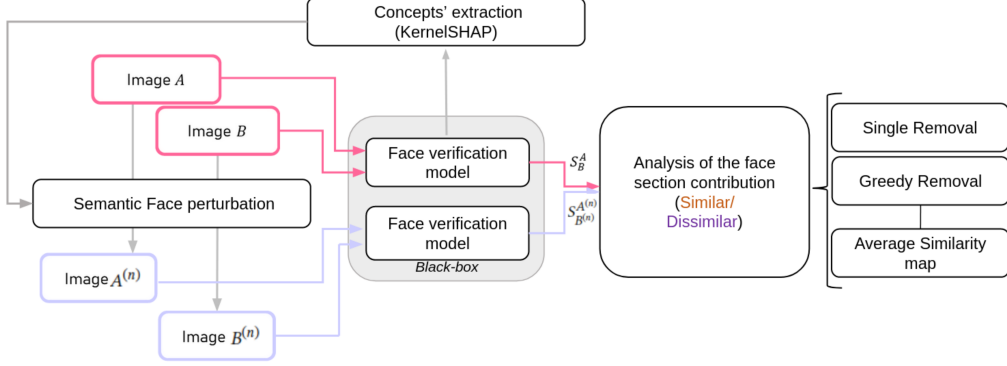 Concepts' extraction
(KernelSHAP)
Image A
Image B
Semantic Face perturbation
Image A(n)
Image B(n)
Face verification
model
Face verification
model
Black-box
S_B^A
S_{B^{(n)}}^{A^{(n)}}
Analysis of the face
section contribution
(Similar/
Dissimilar)
Single Removal
Greedy Removal
Average Similarity
map